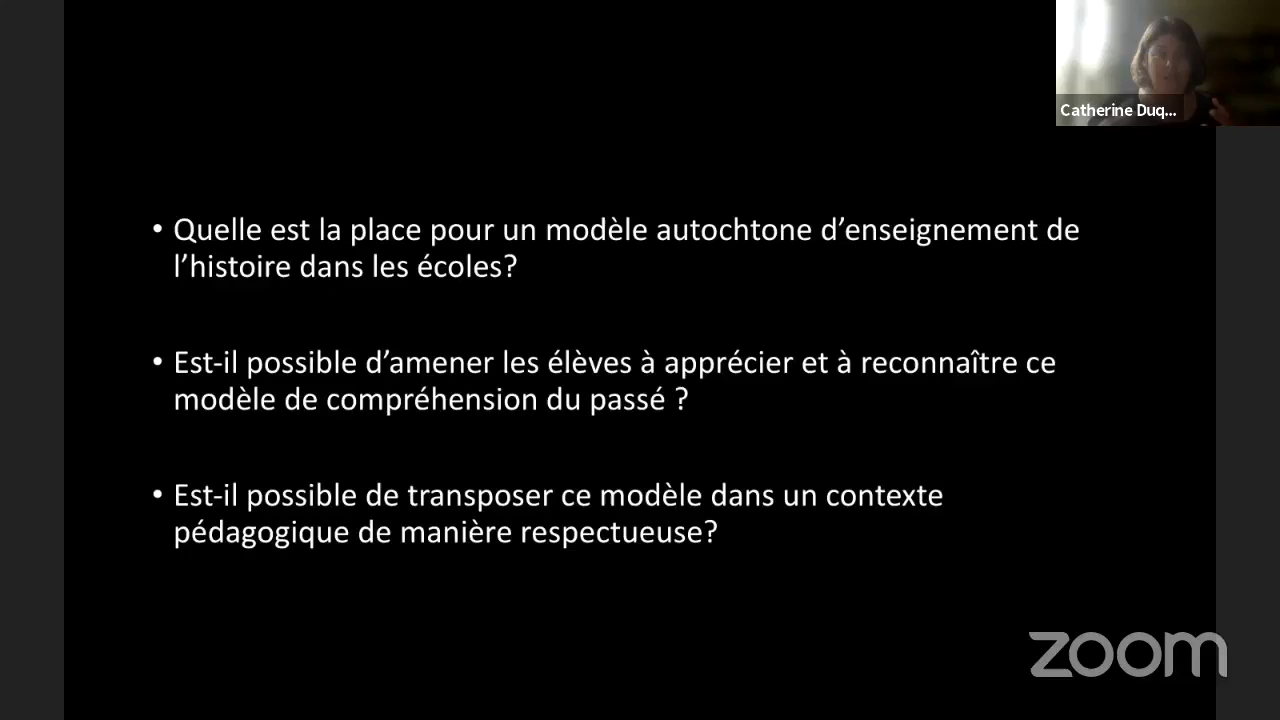 Catherine Duq...
• Quelle est la place pour un modèle autochtone d’enseignement de
l’histoire dans les écoles?
• Est-il possible d’amener les élèves à apprécier et à reconnaître ce
modèle de compréhension du passé ?
• Est-il possible de transposer ce modèle dans un contexte
pédagogique de manière respectueuse?
zoom